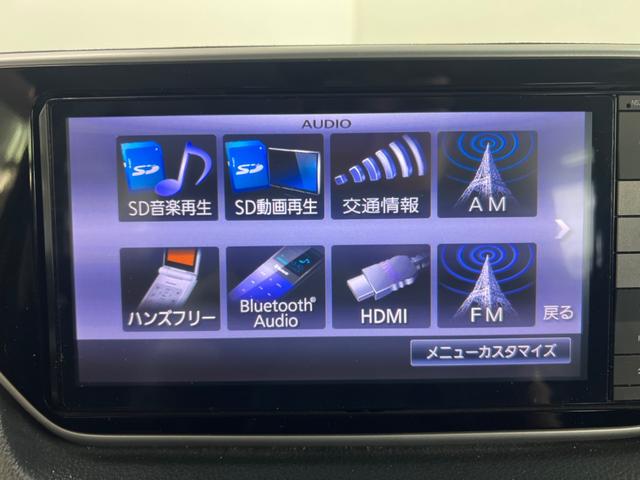 AUDIO
SD音楽再生
SD動画再生
交通情報
AM
ハンズフリー
Bluetooth®
Audio
HDMI
FM
戻る
メニューカスタマイズ